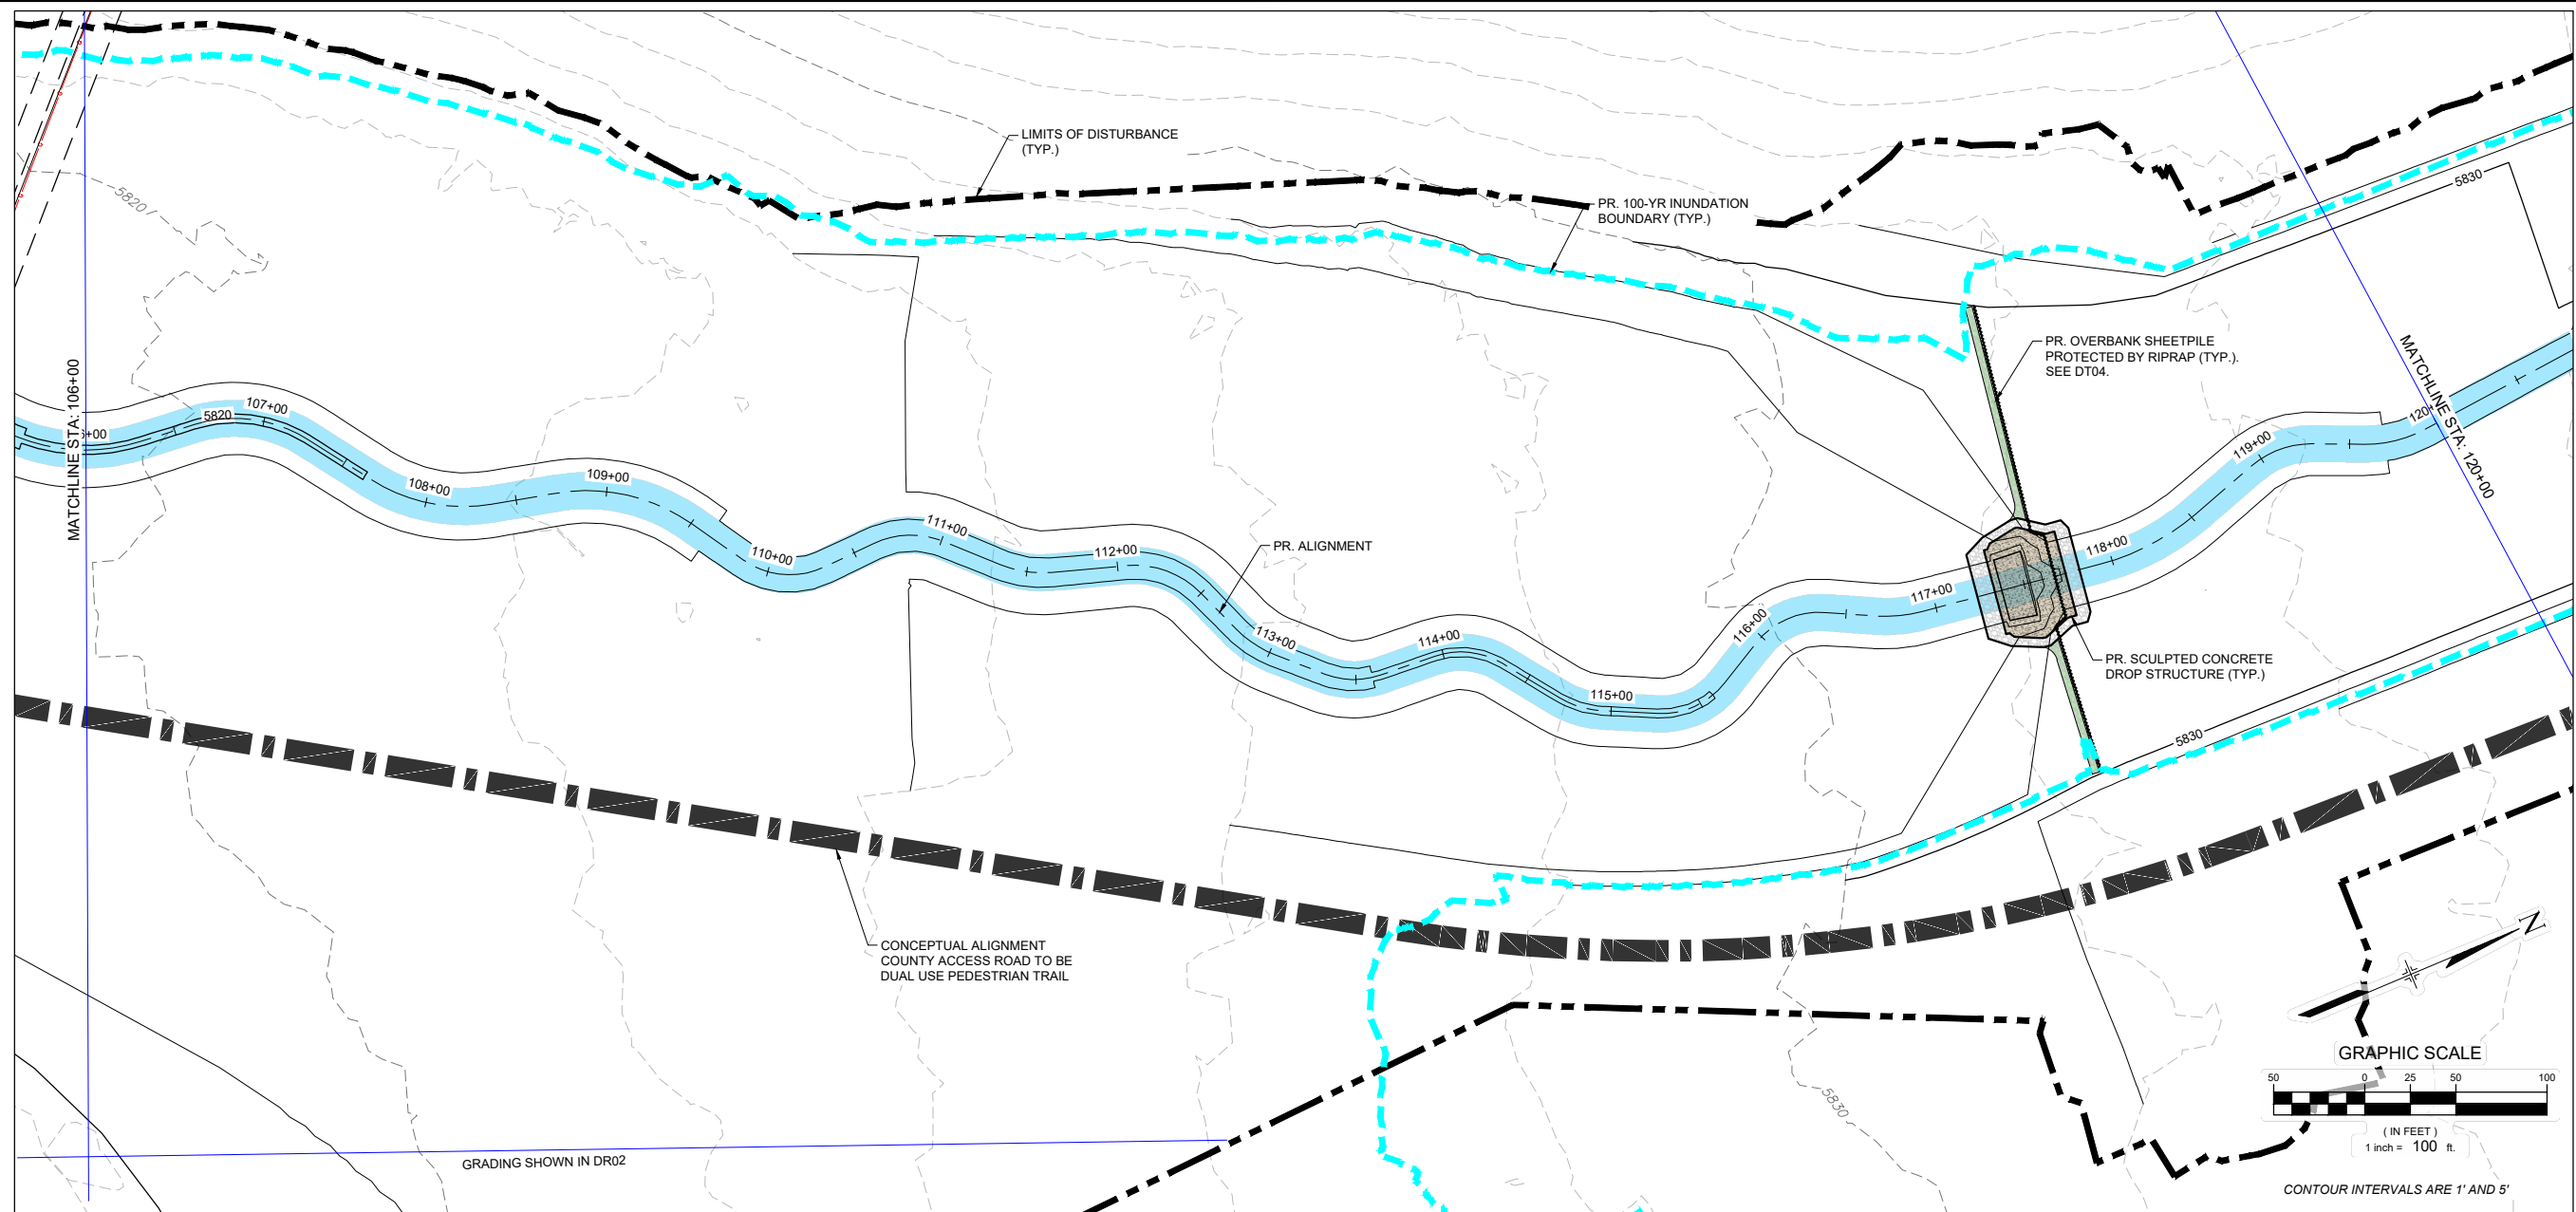 LIMITS OF DISTURBANCE
(TYP.)
5820
5830
PR. 100-YR INUNDATION
BOUNDARY (TYP.)
PR. OVERBANK SHEETPILE
PROTECTED BY RIPRAP (TYP.).
SEE DT04.
MATCHLINE STA: 106+00
MATCHLINE STA: 120+00
+00
5820
107+00
108+00
109+00
110+00
111+00
112+00
113+00
114+00
115+00
116+00
117+00
118+00
119+00
120+
PR. ALIGNMENT
PR. SCULPTED CONCRETE
DROP STRUCTURE (TYP.)
5830
CONCEPTUAL ALIGNMENT
COUNTY ACCESS ROAD TO BE
DUAL USE PEDESTRIAN TRAIL
N
GRAPHIC SCALE
50 0 25 50 100
( IN FEET )
1 inch = 100 ft.
5830
GRADING SHOWN IN DR02
CONTOUR INTERVALS ARE 1' AND 5'